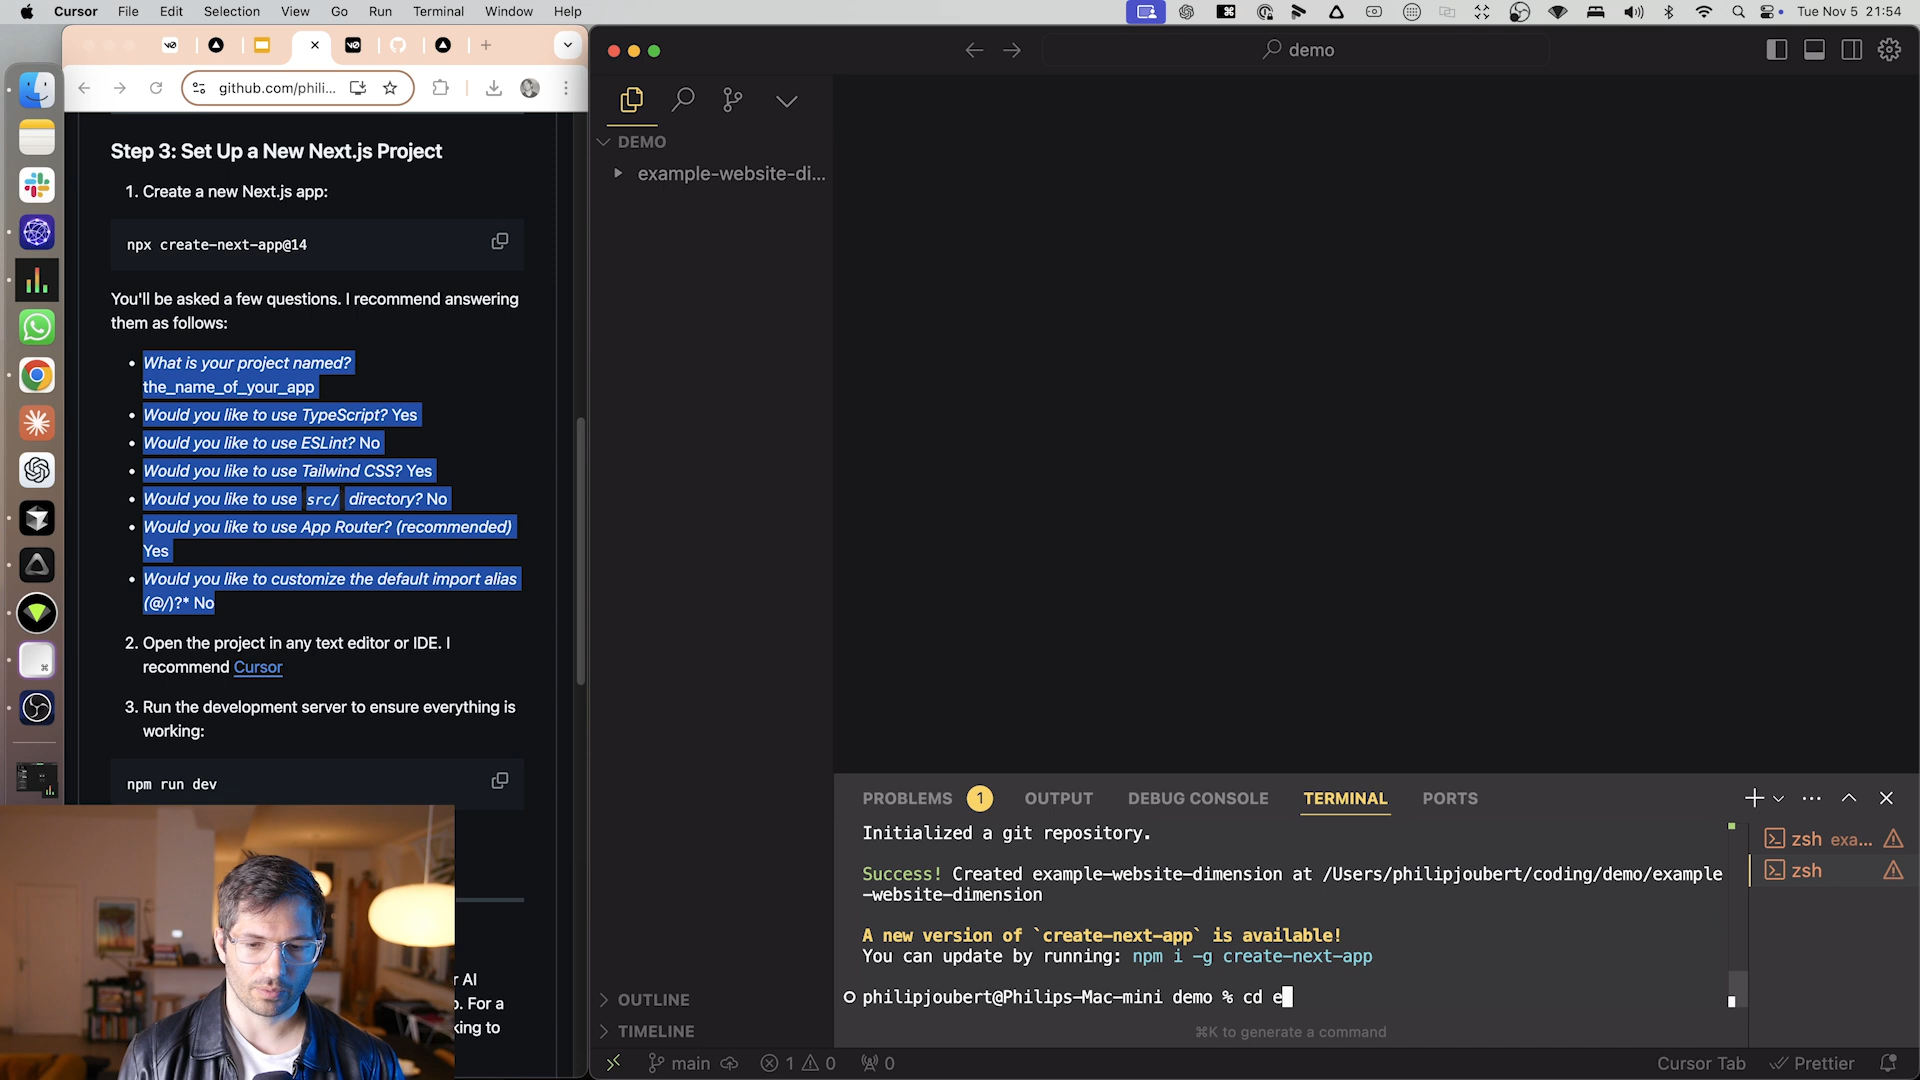 Cursor File Edit Selection View Go Run Terminal Window Help
Tue Nov 5 21:54
github.com/phili...
demo
DEMO
example-website-di...
Step 3: Set Up a New Next.js Project
1. Create a new Next.js app:
npx create-next-app@14
You'll be asked a few questions. I recommend answering
them as follows:
• What is your project named?
the_name_of_your_app
• Would you like to use TypeScript? Yes
• Would you like to use ESLint? No
• Would you like to use Tailwind CSS? Yes
• Would you like to use src/ directory? No
• Would you like to use App Router? (recommended)
Yes
• Would you like to customize the default import alias
(@/)?* No
2. Open the project in any text editor or IDE. I
recommend Cursor
3. Run the development server to ensure everything is
working:
npm run dev
r AI
o. For a
king to
PROBLEMS 1 OUTPUT DEBUG CONSOLE TERMINAL PORTS
Initialized a git repository.
Success! Created example-website-dimension at /Users/philipjoubert/coding/demo/example
-website-dimension
A new version of `create-next-app` is available!
You can update by running: npm i -g create-next-app
philipjoubert@Philips-Mac-mini demo % cd e
⌘K to generate a command
zsh exa...
zsh
OUTLINE
TIMELINE
main 1 0 0
Cursor Tab Prettier